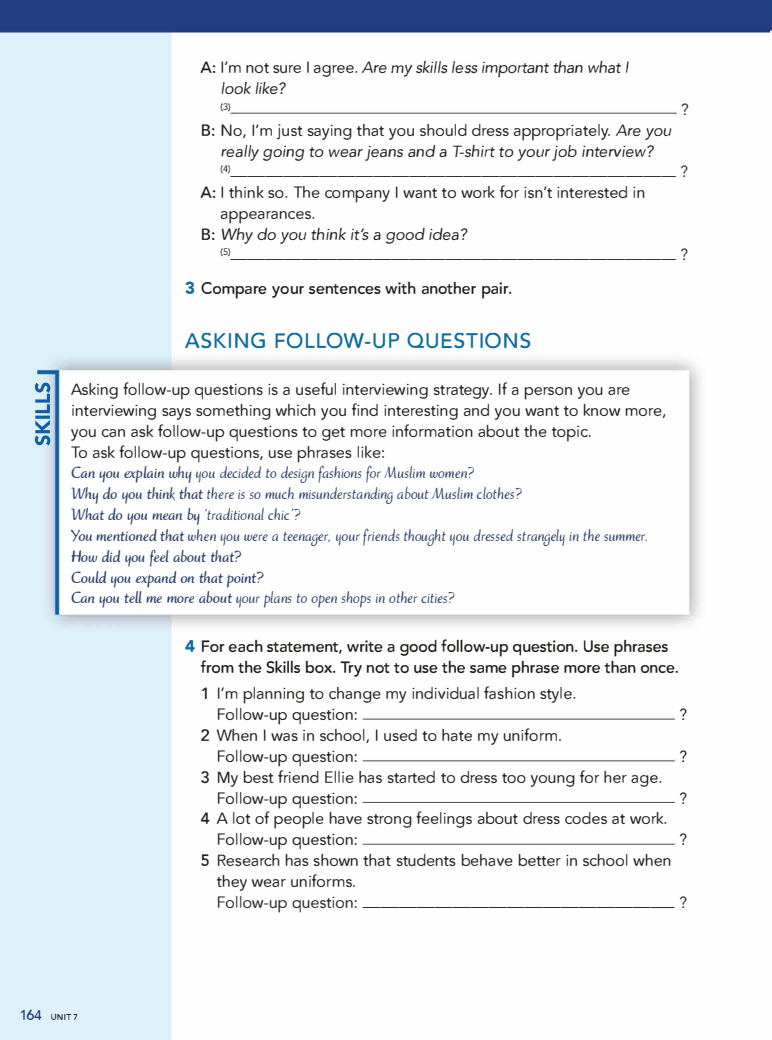 A: I'm not sure I agree. Are my skills less important than what I
look like?
(3)_______________ ?
B: No, I'm just saying that you should dress appropriately. Are you
really going to wear jeans and a T-shirt to your job interview?
(4)_______________ ?
A: I think so. The company I want to work for isn't interested in
appearances.
B: Why do you think it's a good idea?
(5)_______________ ?
3 Compare your sentences with another pair.
ASKING FOLLOW-UP QUESTIONS
SKILLS
Asking follow-up questions is a useful interviewing strategy. If a person you are
interviewing says something which you find interesting and you want to know more,
you can ask follow-up questions to get more information about the topic.
To ask follow-up questions, use phrases like:
Can you explain why you decided to design fashions for Muslim women?
Why do you think that there is so much misunderstanding about Muslim clothes?
What do you mean by 'traditional chic'?
You mentioned that when you were a teenager, your friends thought you dressed strangely in the summer.
How did you feel about that?
Could you expand on that point?
Can you tell me more about your plans to open shops in other cities?
4 For each statement, write a good follow-up question. Use phrases
from the Skills box. Try not to use the same phrase more than once.
1 I'm planning to change my individual fashion style.
Follow-up question: _______________ ?
2 When I was in school, I used to hate my uniform.
Follow-up question: _______________ ?
3 My best friend Ellie has started to dress too young for her age.
Follow-up question: _______________ ?
4 A lot of people have strong feelings about dress codes at work.
Follow-up question: _______________ ?
5 Research has shown that students behave better in school when
they wear uniforms.
Follow-up question: _______________ ?
164 UNIT 7